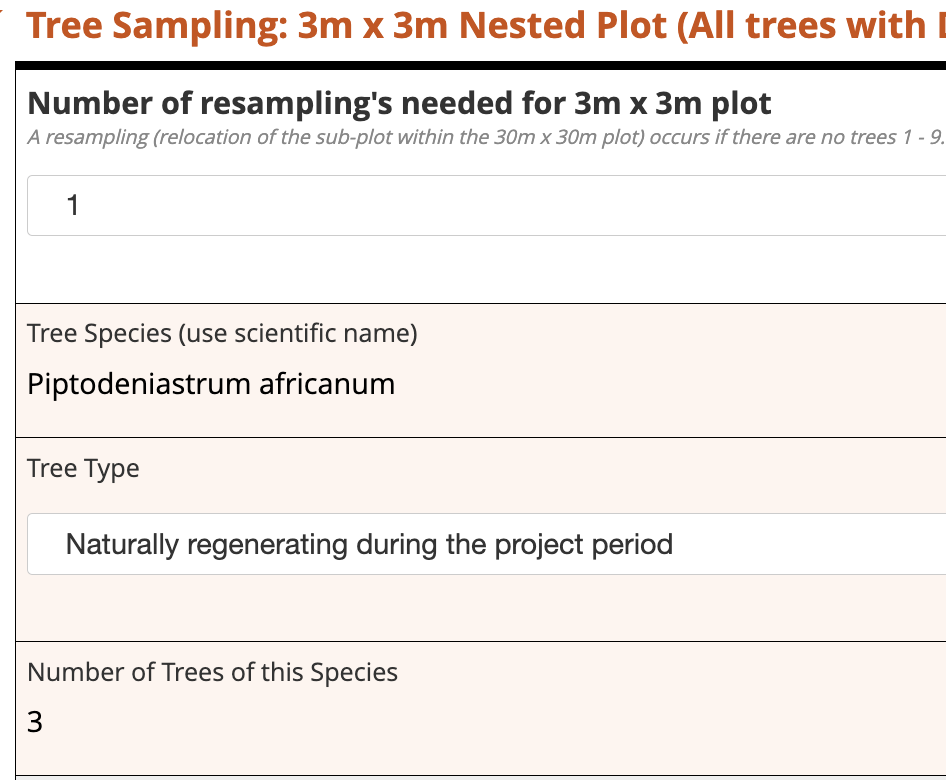 Tree Sampling: 3m x 3m Nested Plot (All trees with
Number of resampling's needed for 3m x 3m plot
A resampling (relocation of the sub-plot within the 30m x 30m plot) occurs if there are no trees 1 - 9.
1
Tree Species (use scientific name)
Piptodeniastrum africanum
Tree Type
Naturally regenerating during the project period
Number of Trees of this Species
3